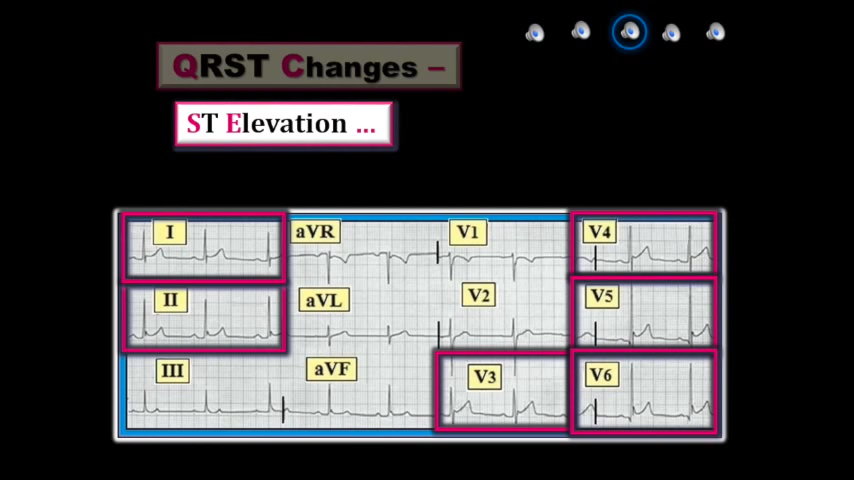 QRST Changes –
ST Elevation ...
I aVR V1 V4
II aVL V2 V5
III aVF V3 V6